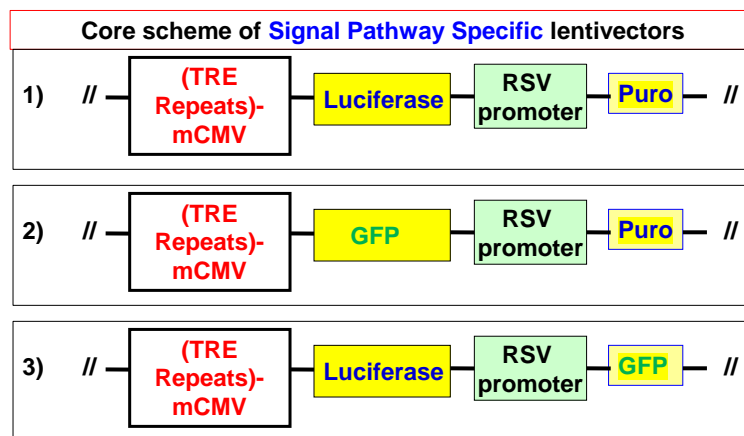 Core scheme of Signal Pathway Specific lentivectors
1) // (TRE Repeats)-mCMV Luciferase RSV promoter Puro //
2) // (TRE Repeats)-mCMV GFP RSV promoter Puro //
3) // (TRE Repeats)-mCMV Luciferase RSV promoter GFP //